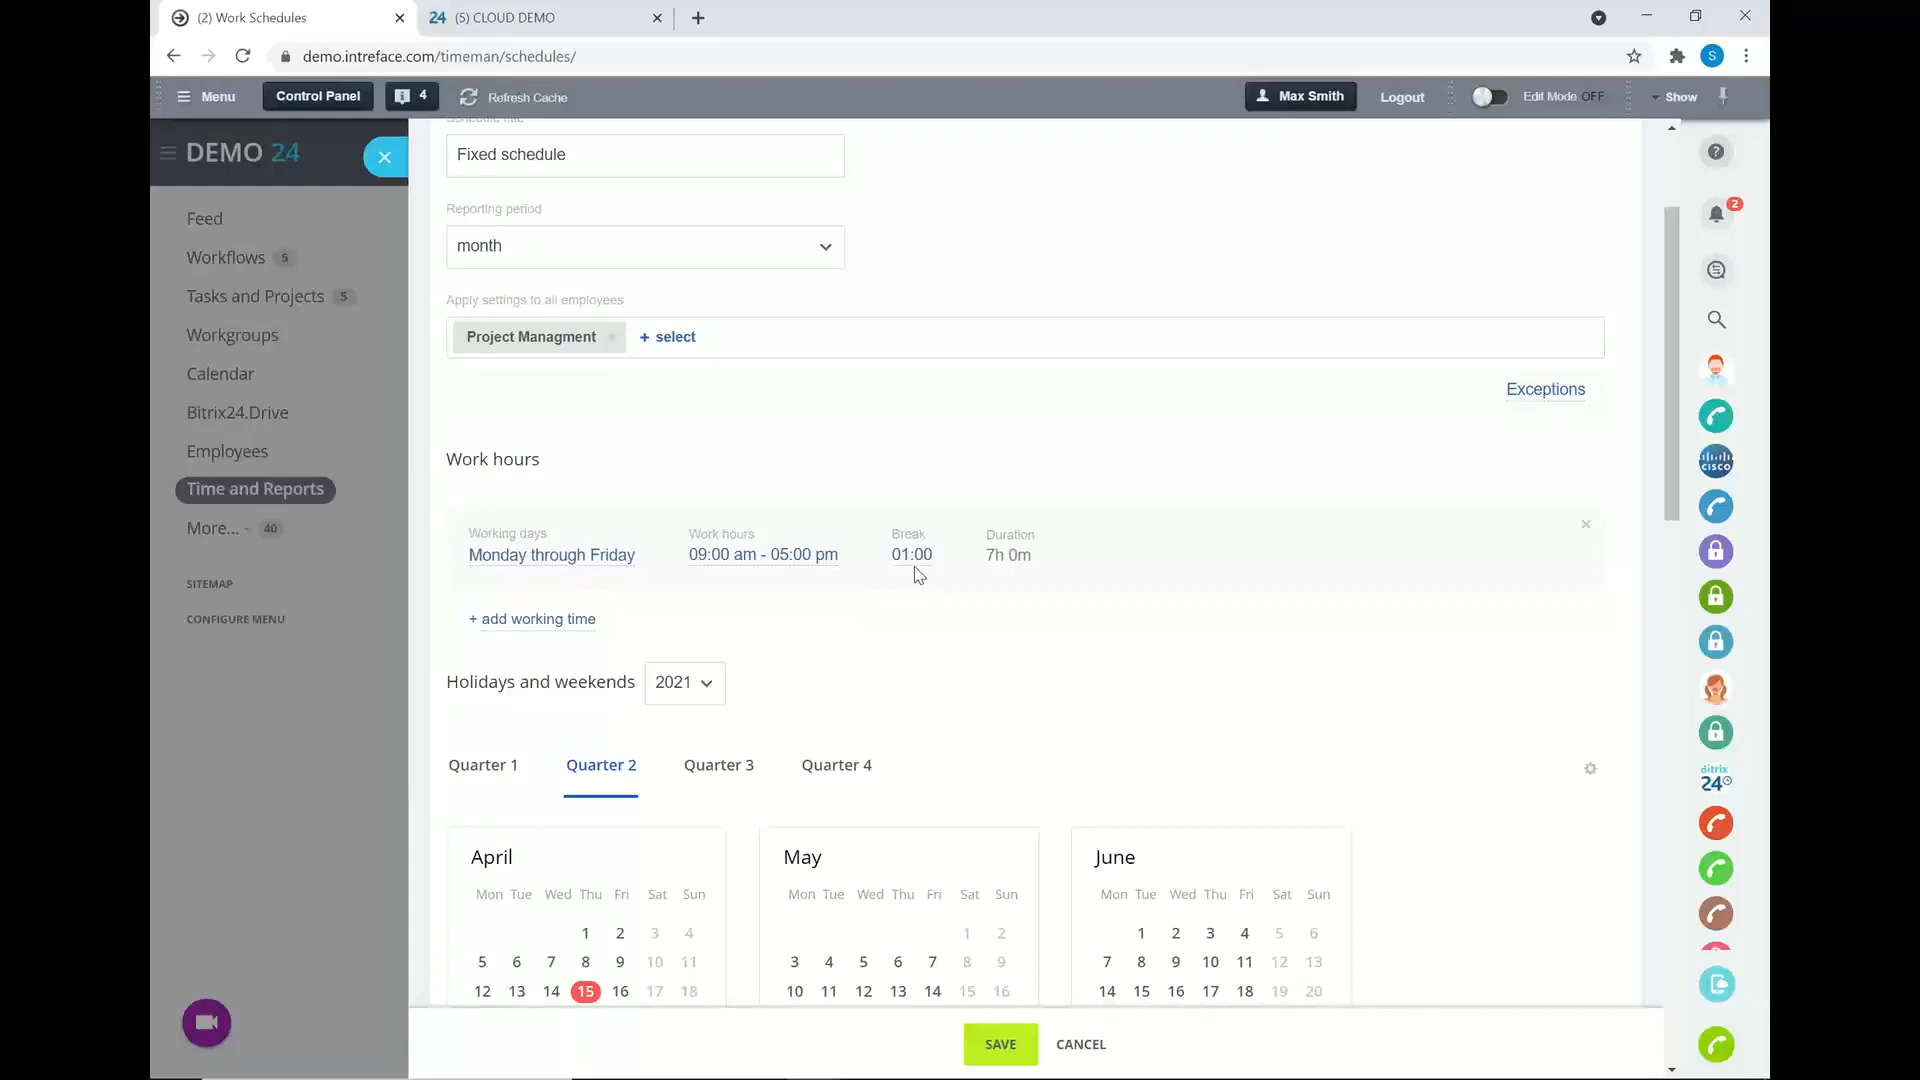 (2) Work Schedules
24 (5) CLOUD DEMO
demo.intreface.com/timeman/schedules/
S
Menu
Control Panel
4
Refresh Cache
Max Smith
Logout
Edit Mode OFF
Show
DEMO 24
Feed
Workflows 5
Tasks and Projects 5
Workgroups
Calendar
Bitrix24.Drive
Employees
Time and Reports
More... 40
SITEMAP
CONFIGURE MENU
Schedule title
Fixed schedule
Reporting period
month
Apply settings to all employees
Project Managment + select
Exceptions
Work hours
Working days Work hours Break Duration
Monday through Friday 09:00 am - 05:00 pm 01:00 7h 0m
+ add working time
Holidays and weekends 2021
Quarter 1 Quarter 2 Quarter 3 Quarter 4
April
Mon Tue Wed Thu Fri Sat Sun
1 2 3 4
5 6 7 8 9 10 11
12 13 14 15 16 17 18
May
Mon Tue Wed Thu Fri Sat Sun
1 2
3 4 5 6 7 8 9
10 11 12 13 14 15 16
June
Mon Tue Wed Thu Fri Sat Sun
1 2 3 4 5 6
7 8 9 10 11 12 13
14 15 16 17 18 19 20
SAVE CANCEL
?
2
CISCO
24